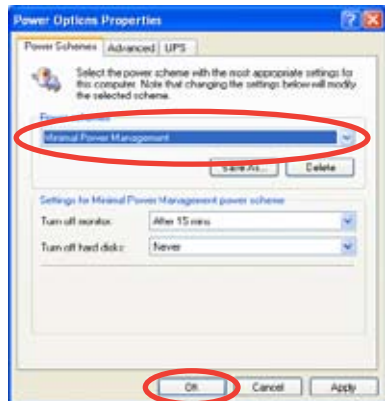 Power Options Properties
Power Schemes Advanced UPS
Select the power scheme with the most appropriate settings for
this computer. Note that changing the settings below will modify
the selected scheme.
Power schemes
Minimal Power Management
Save As... Delete
Settings for Minimal Power Management power scheme
Turn off monitor: After 15 mins
Turn off hard disks: Never
OK Cancel Apply